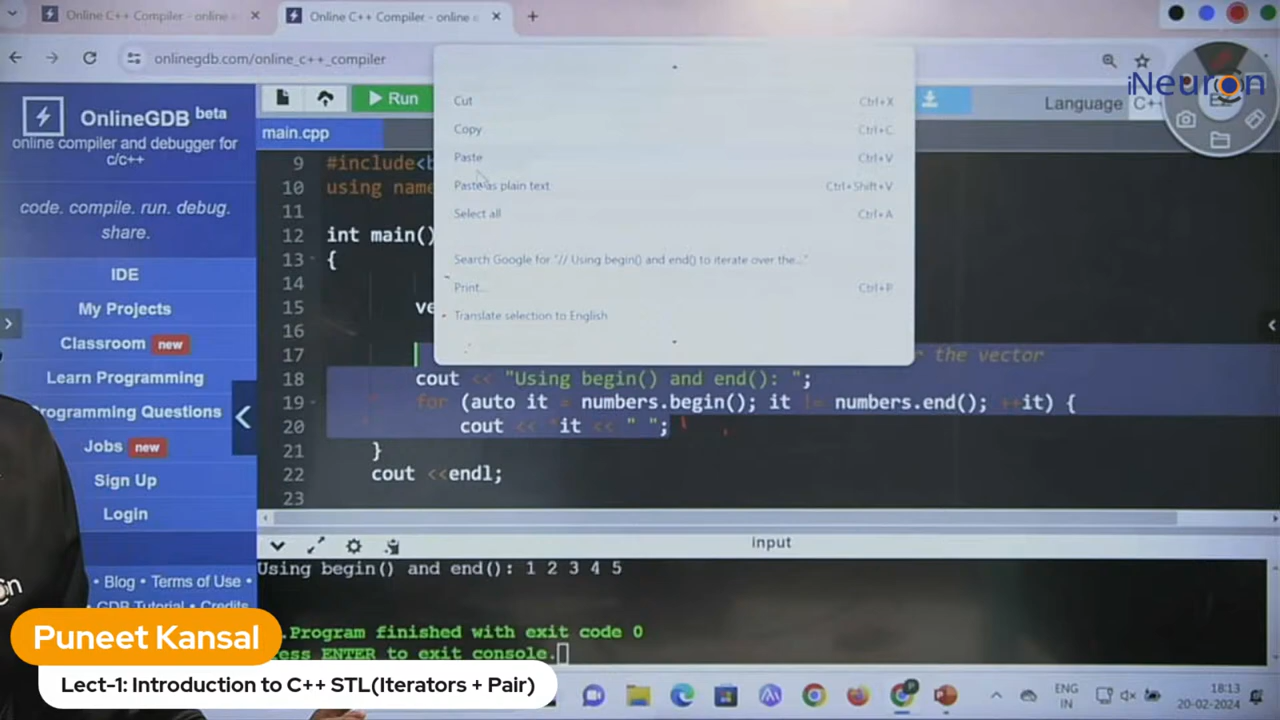 Online C++ Compiler - online e
Online C++ Compiler - online e
onlinegdb.com/online_c++_compiler
iNeuron
OnlineGDB beta
online compiler and debugger for
c/c++
code. compile. run. debug.
share.
IDE
My Projects
Classroom new
Learn Programming
Programming Questions
Jobs new
Sign Up
Login
• Blog • Terms of Use •
GDB Tutorial • Credits
Run
Language C++
main.cpp
Cut Ctrl+X
Copy Ctrl+C
Paste Ctrl+V
Paste as plain text Ctrl+Shift+V
Select all Ctrl+A
Search Google for "// Using begin() and end() to iterate over the..."
Print... Ctrl+P
Translate selection to English
9 #include<b
10 using name
11
12 int main()
13 {
14
15 ve
16
17 r the vector
18 cout << "Using begin() and end(): ";
19 for (auto it = numbers.begin(); it != numbers.end(); ++it) {
20 cout << *it << " ";
21 }
22 cout <<endl;
23
input
Using begin() and end(): 1 2 3 4 5
.Program finished with exit code 0
ess ENTER to exit console.
Puneet Kansal
Lect-1: Introduction to C++ STL(Iterators + Pair)
ENG
IN
18:13
20-02-2024